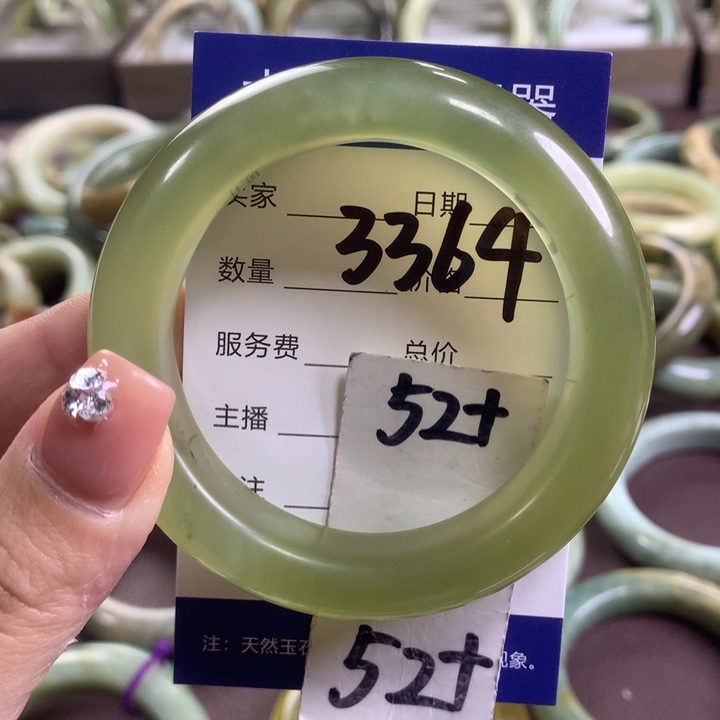 器
家 日期
3364
数量
服务费 总价
52+
主播
注
注：天然玉石 现象。
52+